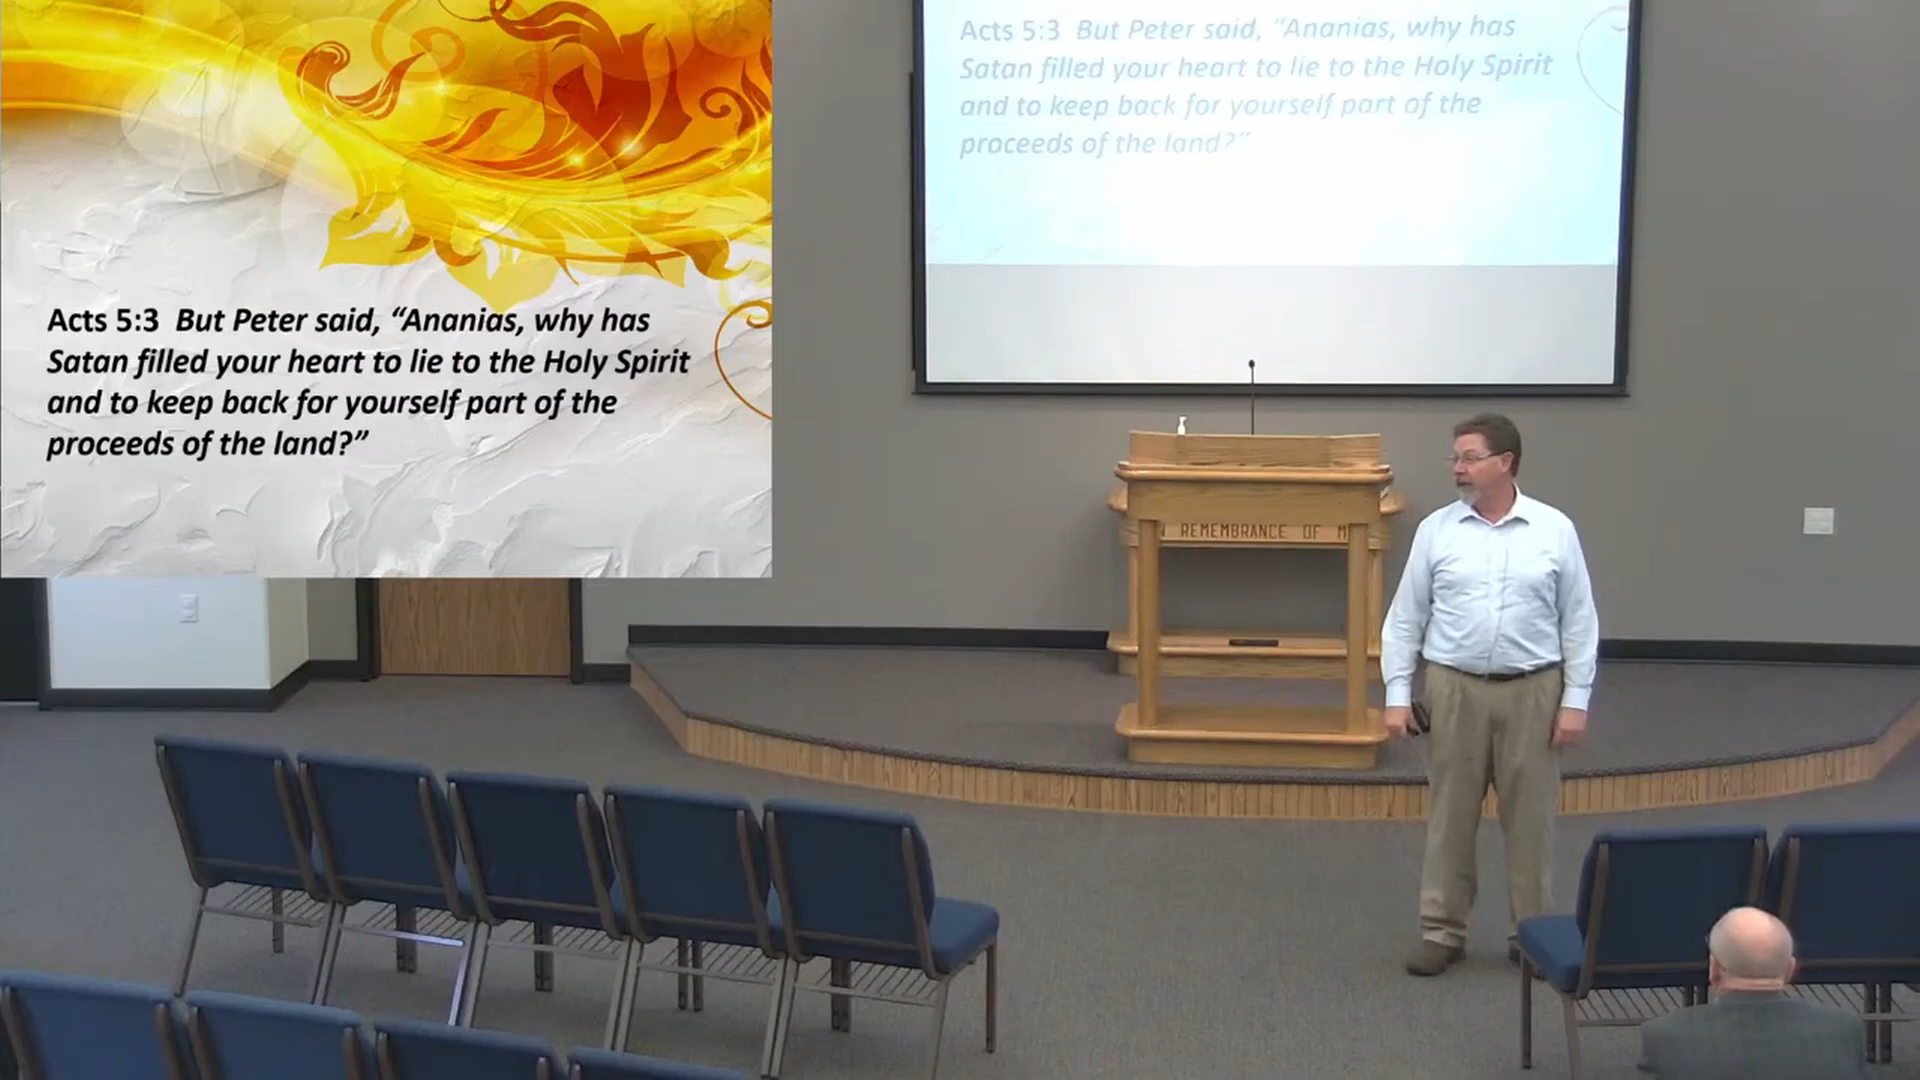 Acts 5:3 But Peter said, “Ananias, why has
Satan filled your heart to lie to the Holy Spirit
and to keep back for yourself part of the
proceeds of the land?”
Acts 5:3 But Peter said, “Ananias, why has
Satan filled your heart to lie to the Holy Spirit
and to keep back for yourself part of the
proceeds of the land?”
REMEMBRANCE OF